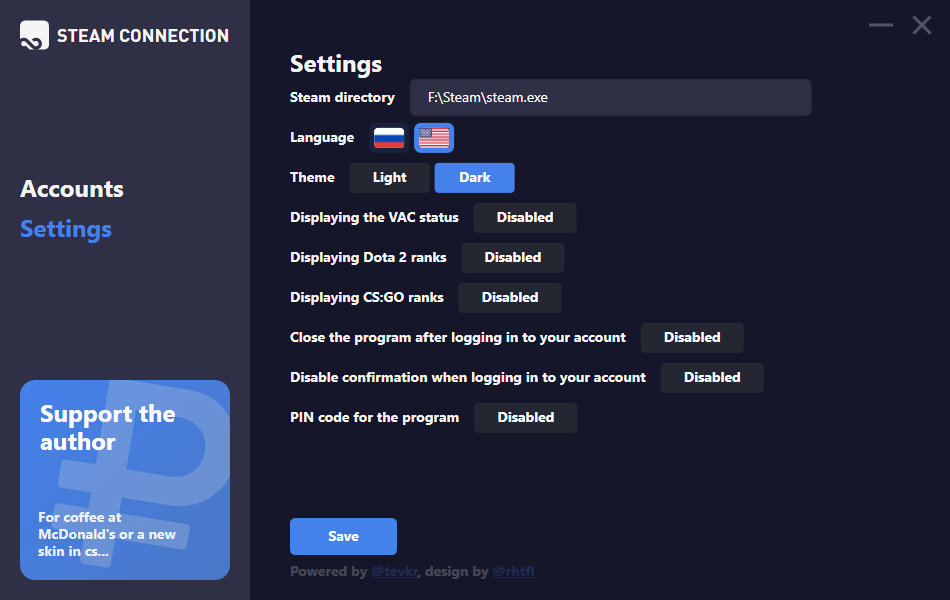 STEAM CONNECTION
Accounts
Settings
Support the
author
For coffee at
McDonald's or a new
skin in cs...
Settings
Steam directory F:\Steam\steam.exe
Language
Theme Light Dark
Displaying the VAC status Disabled
Displaying Dota 2 ranks Disabled
Displaying CS:GO ranks Disabled
Close the program after logging in to your account Disabled
Disable confirmation when logging in to your account Disabled
PIN code for the program Disabled
Save
Powered by @tevkr, design by @rhtfl